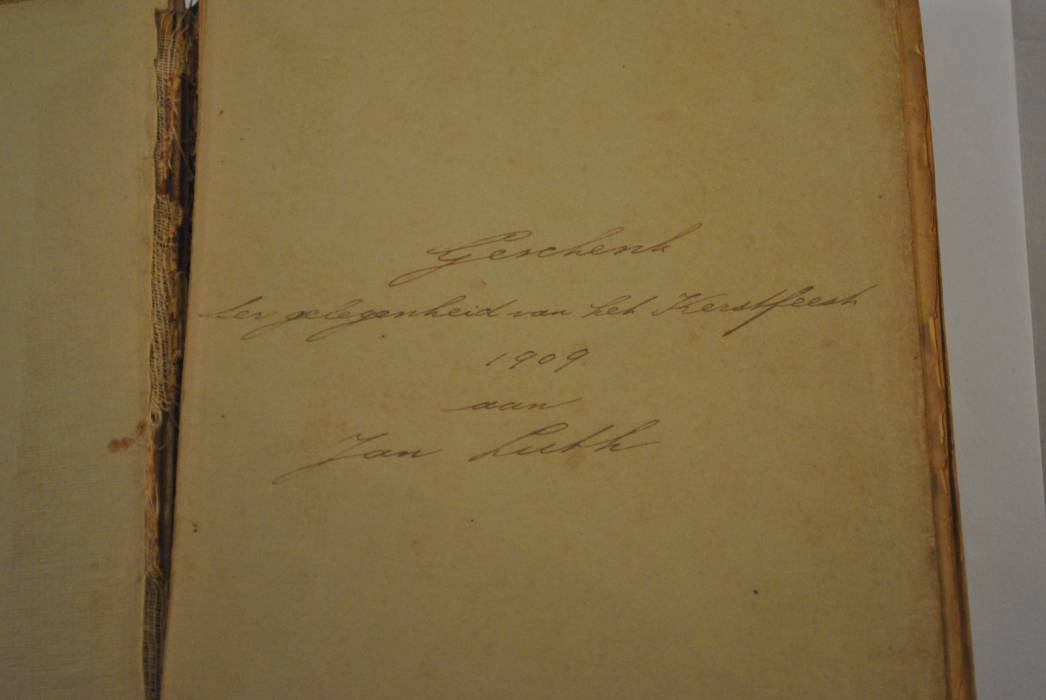 Geschenk
ter gelegenheid van het Kerstfeest
1909
aan
Jan Luth